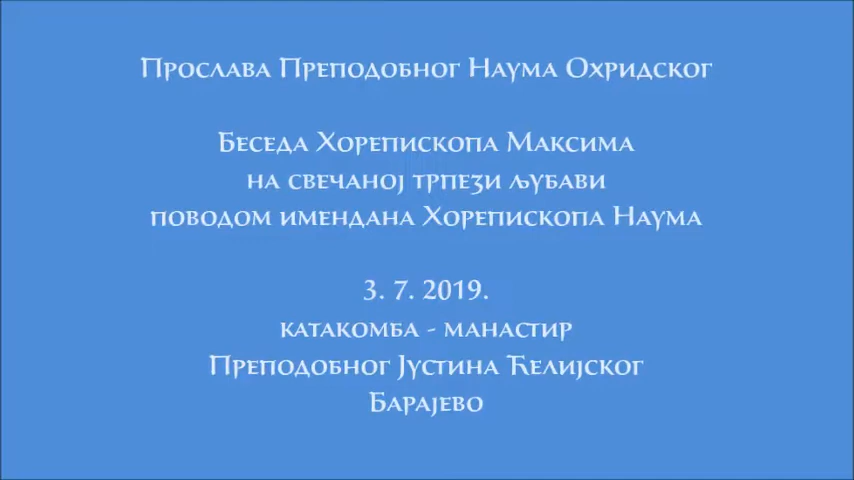 Прослава Преподобног Наума Охридског
Беседа Хорепископа Максима
на свечаној трпези љубави
поводом имендана Хорепископа Наума
3. 7. 2019.
катакомба - манастир
Преподобног Јустина Ћелијског
Барајево